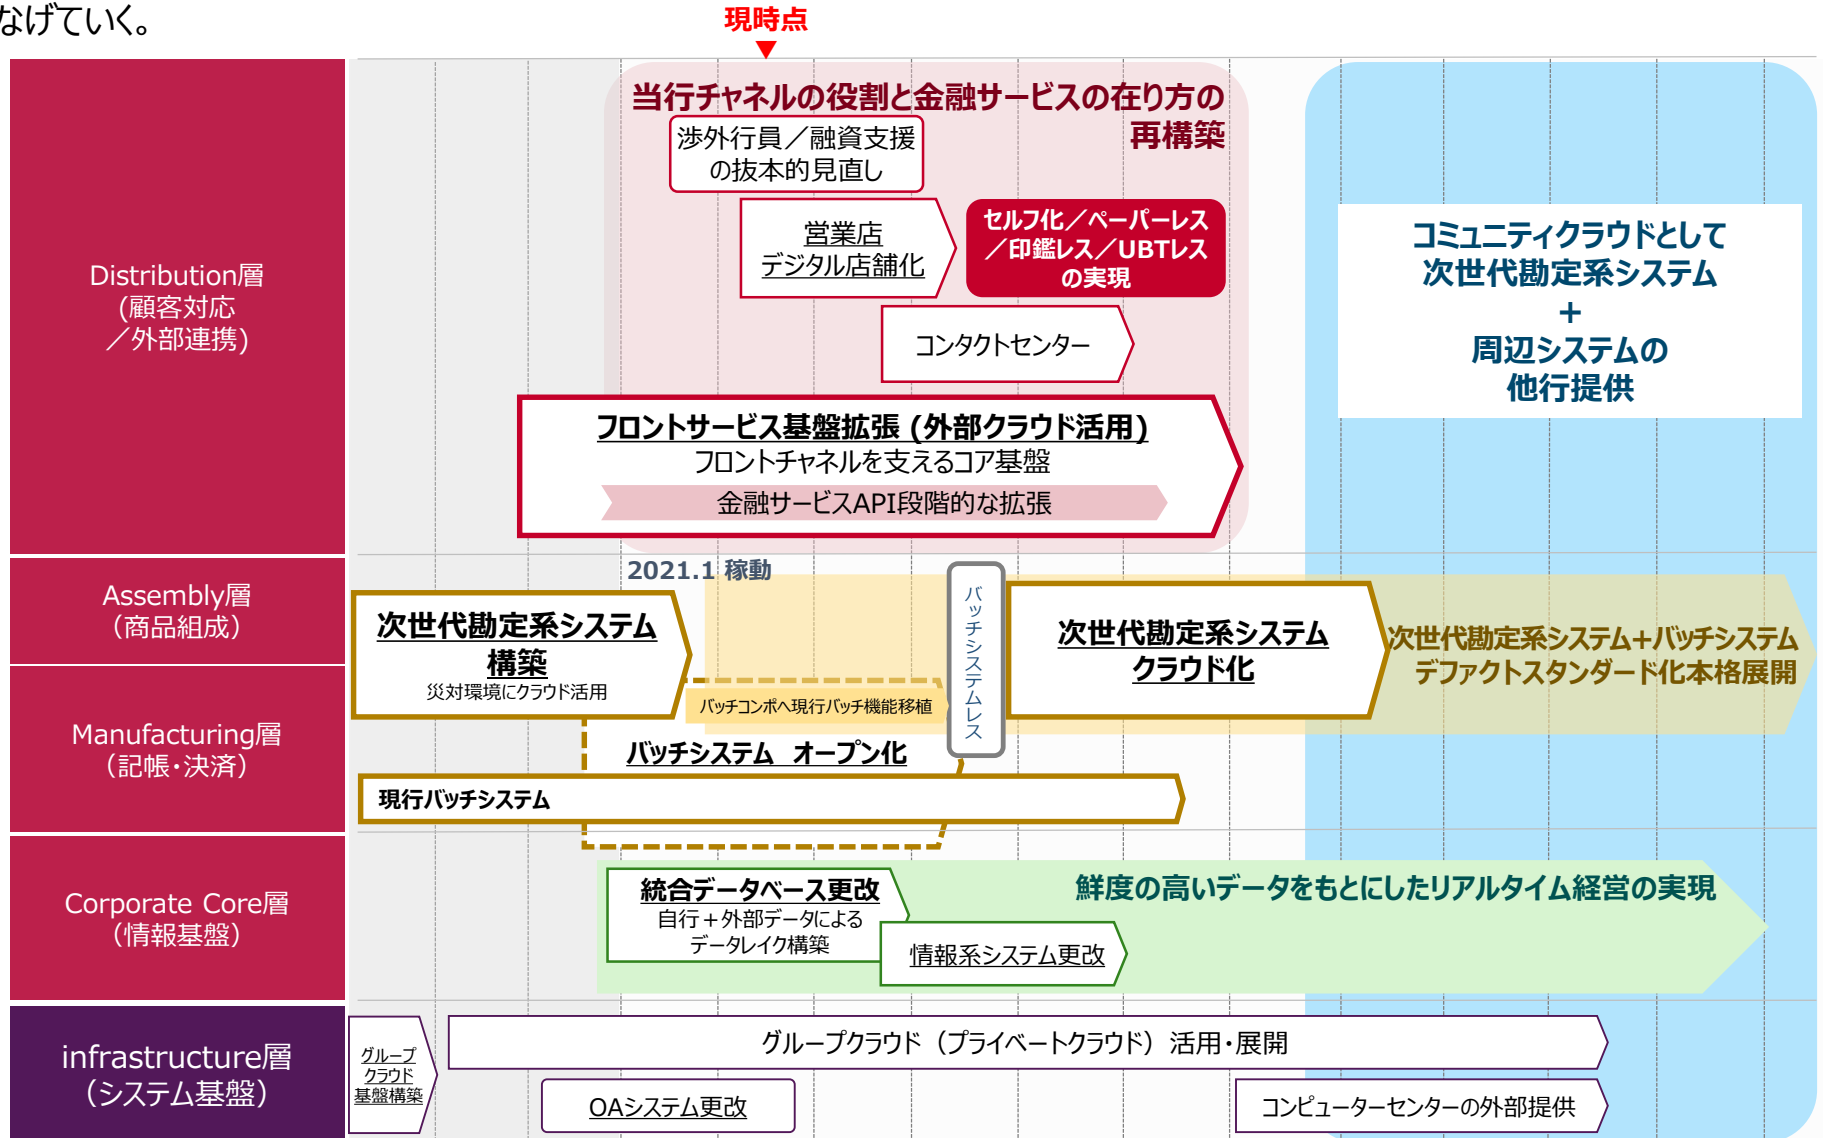 なげていく。
現時点
Distribution層
(顧客対応
／外部連携)
当行チャネルの役割と金融サービスの在り方の
再構築
渉外行員／融資支援
の抜本的見直し
営業店
デジタル店舗化
セルフ化／ペーパーレス
／印鑑レス／UBTレス
の実現
コンタクトセンター
フロントサービス基盤拡張 (外部クラウド活用)
フロントチャネルを支えるコア基盤
金融サービスAPI段階的な拡張
コミュニティクラウドとして
次世代勘定系システム
+
周辺システムの
他行提供
Assembly層
（商品組成）
Manufacturing層
（記帳・決済）
2021.1 稼動
次世代勘定系システム
構築
災対環境にクラウド活用
バッチコンポへ現行バッチ機能移植
バッチシステムレス
バッチシステム オープン化
現行バッチシステム
次世代勘定系システム
クラウド化
次世代勘定系システム+バッチシステム
デファクトスタンダード化本格展開
Corporate Core層
（情報基盤）
統合データベース更改
自行＋外部データによる
データレイク構築
情報系システム更改
鮮度の高いデータをもとにしたリアルタイム経営の実現
infrastructure層
（システム基盤）
グループ
クラウド
基盤構築
グループクラウド（プライベートクラウド）活用・展開
OAシステム更改
コンピューターセンターの外部提供